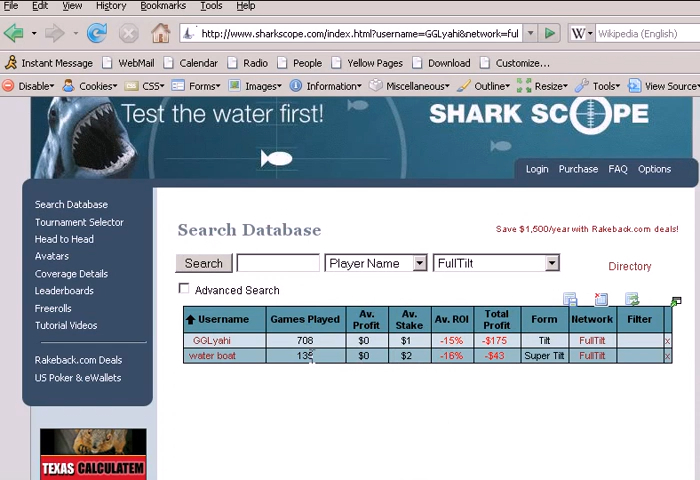 File Edit View History Bookmarks Tools Help
http://www.sharkscope.com/index.html?username=GGLyahi&network=ful
W Wikipedia (English)
Instant Message WebMail Calendar Radio People Yellow Pages Download Customize...
Disable Cookies CSS Forms Images Information Miscellaneous Outline Resize Tools View Source
Test the water first!
SHARK SCOPE
Login Purchase FAQ Options
Search Database
Tournament Selector
Head to Head
Avatars
Coverage Details
Leaderboards
Freerolls
Tutorial Videos
Rakeback.com Deals
US Poker & eWallets
Search Database
Save $1,500/year with Rakeback.com deals!
Search Player Name FullTilt
Directory
Advanced Search
Username Games Played Av. Profit Av. Stake Av. ROI Total Profit Form Network Filter
GGLyahi 708 $0 $1 -15% -$175 Tilt FullTilt x
water boat $0 $2 -16% -$43 Super Tilt FullTilt x
TEXAS CALCULATEM